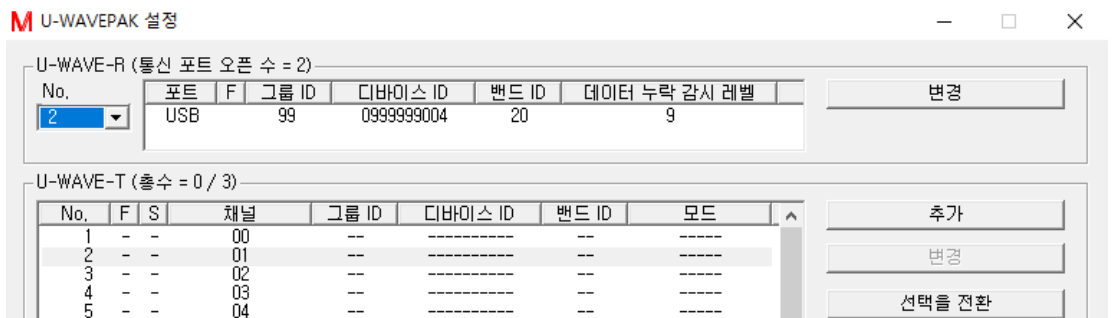 U-WAVEPAK 설정
U-WAVE-R (통신 포트 오픈 수 = 2)
No. 포트 F 그룹 ID 디바이스 ID 밴드 ID 데이터 누락 감시 레벨 변경
2 USB 99 0999999004 20 9
U-WAVE-T (총수 = 0 / 3)
No. F S 채널 그룹 ID 디바이스 ID 밴드 ID 모드 추가
1 - - 00 -- ---------- -- -----
2 - - 01 -- ---------- -- ----- 변경
3 - - 02 -- ---------- -- -----
4 - - 03 -- ---------- -- ----- 선택을 전환
5 - - 04 -- ---------- -- -----